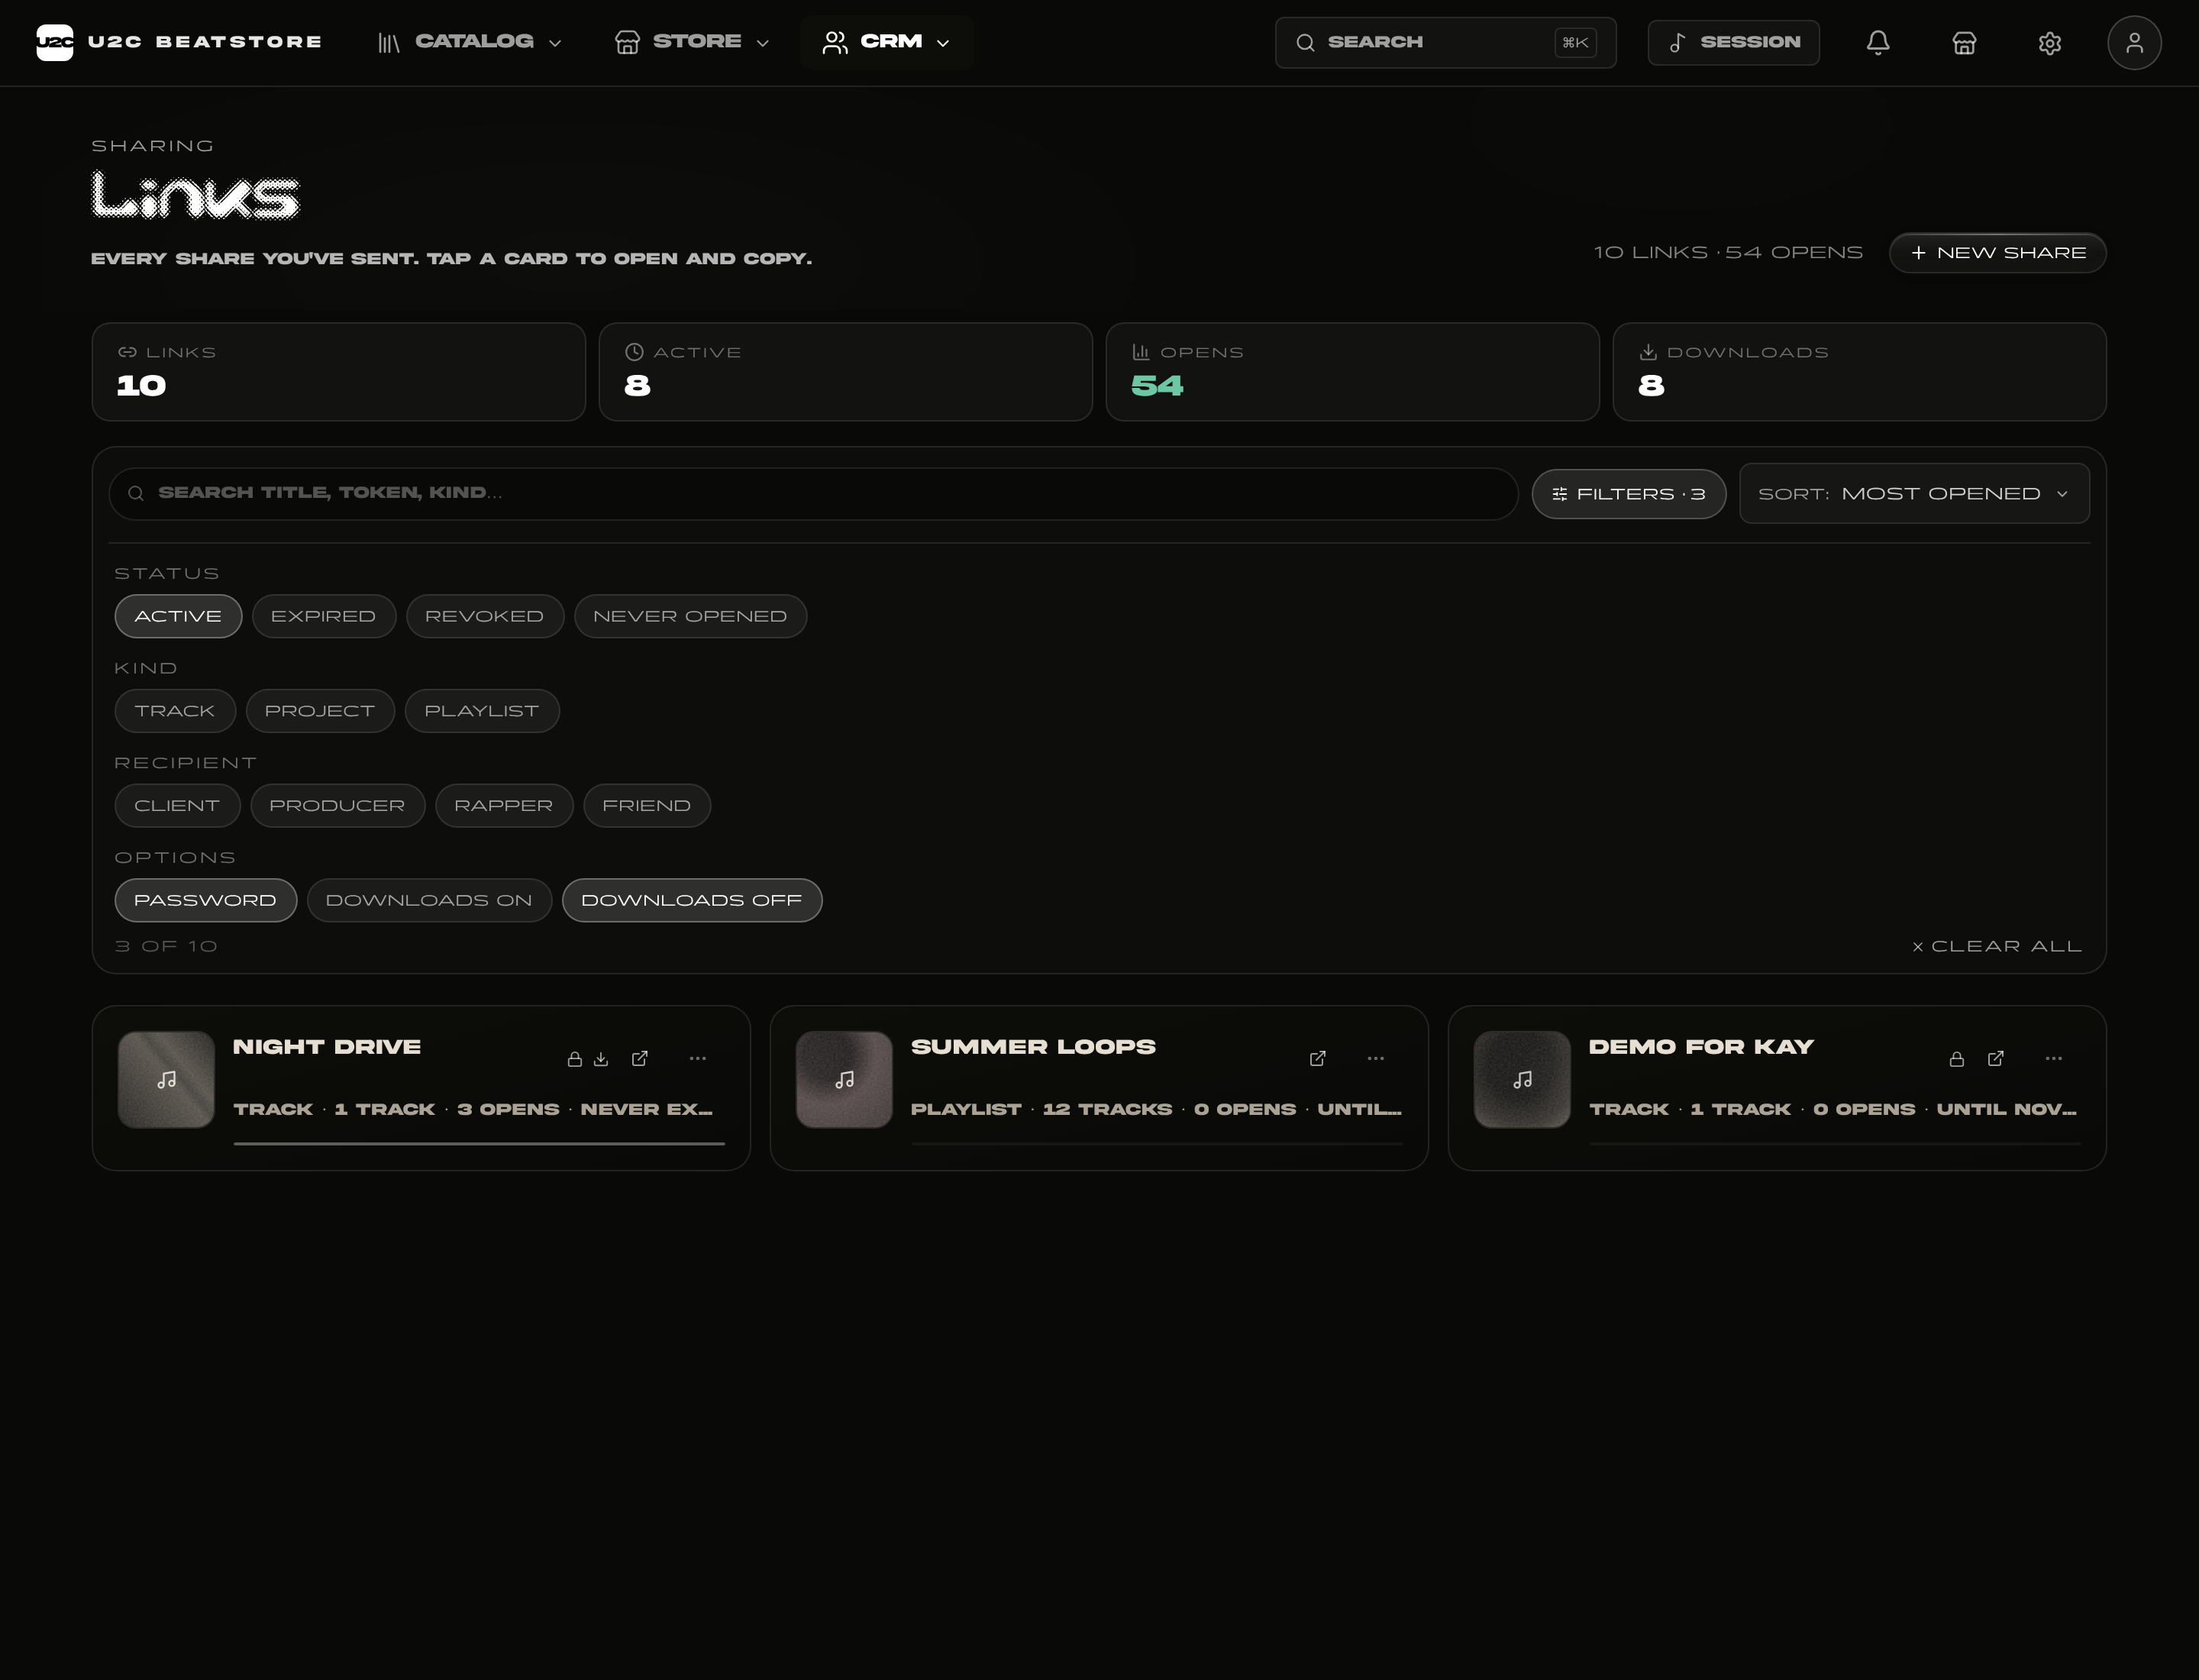 U2C U2C BEATSTORE CATALOG STORE CRM SEARCH ⌘K SESSION
SHARING
Links
EVERY SHARE YOU'VE SENT. TAP A CARD TO OPEN AND COPY.
10 LINKS · 54 OPENS + NEW SHARE
LINKS
10
ACTIVE
8
OPENS
54
DOWNLOADS
8
SEARCH TITLE, TOKEN, KIND...
FILTERS · 3
SORT: MOST OPENED
STATUS
ACTIVE EXPIRED REVOKED NEVER OPENED
KIND
TRACK PROJECT PLAYLIST
RECIPIENT
CLIENT PRODUCER RAPPER FRIEND
OPTIONS
PASSWORD DOWNLOADS ON DOWNLOADS OFF
3 OF 10 × CLEAR ALL
NIGHT DRIVE
TRACK · 1 TRACK · 3 OPENS · NEVER EX...
SUMMER LOOPS
PLAYLIST · 12 TRACKS · 0 OPENS · UNTIL...
DEMO FOR KAY
TRACK · 1 TRACK · 0 OPENS · UNTIL NOV...